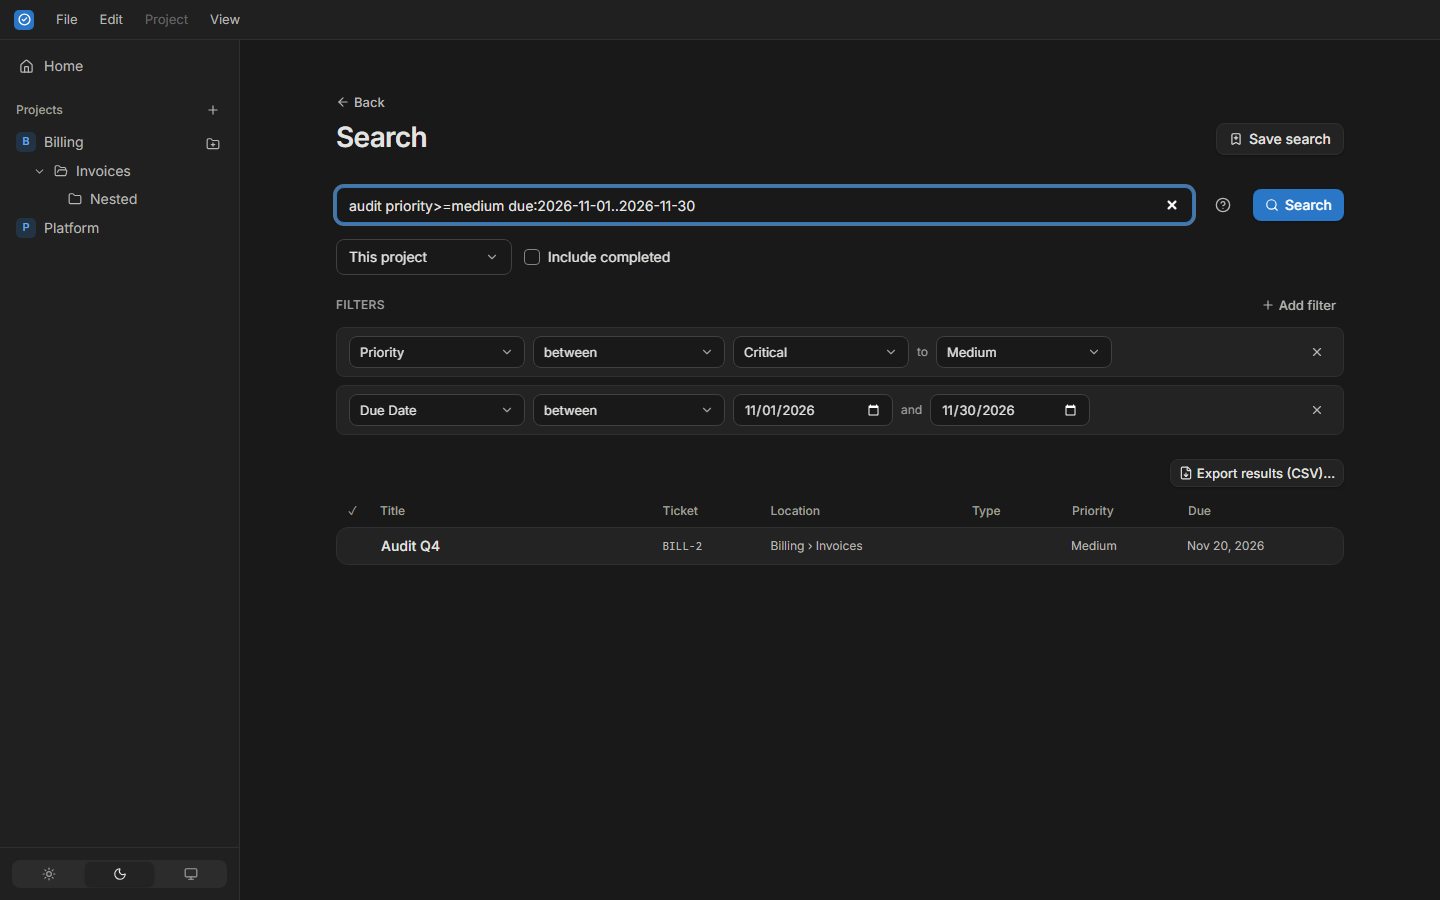 File Edit Project View
Home
Projects
B Billing
Invoices
Nested
P Platform
Back
Search
Save search
audit priority>=medium due:2026-11-01..2026-11-30
Search
This project
Include completed
FILTERS
Add filter
Priority between Critical to Medium
Due Date between 11/01/2026 and 11/30/2026
Export results (CSV)...
✓ Title Ticket Location Type Priority Due
Audit Q4 BILL-2 Billing › Invoices Medium Nov 20, 2026